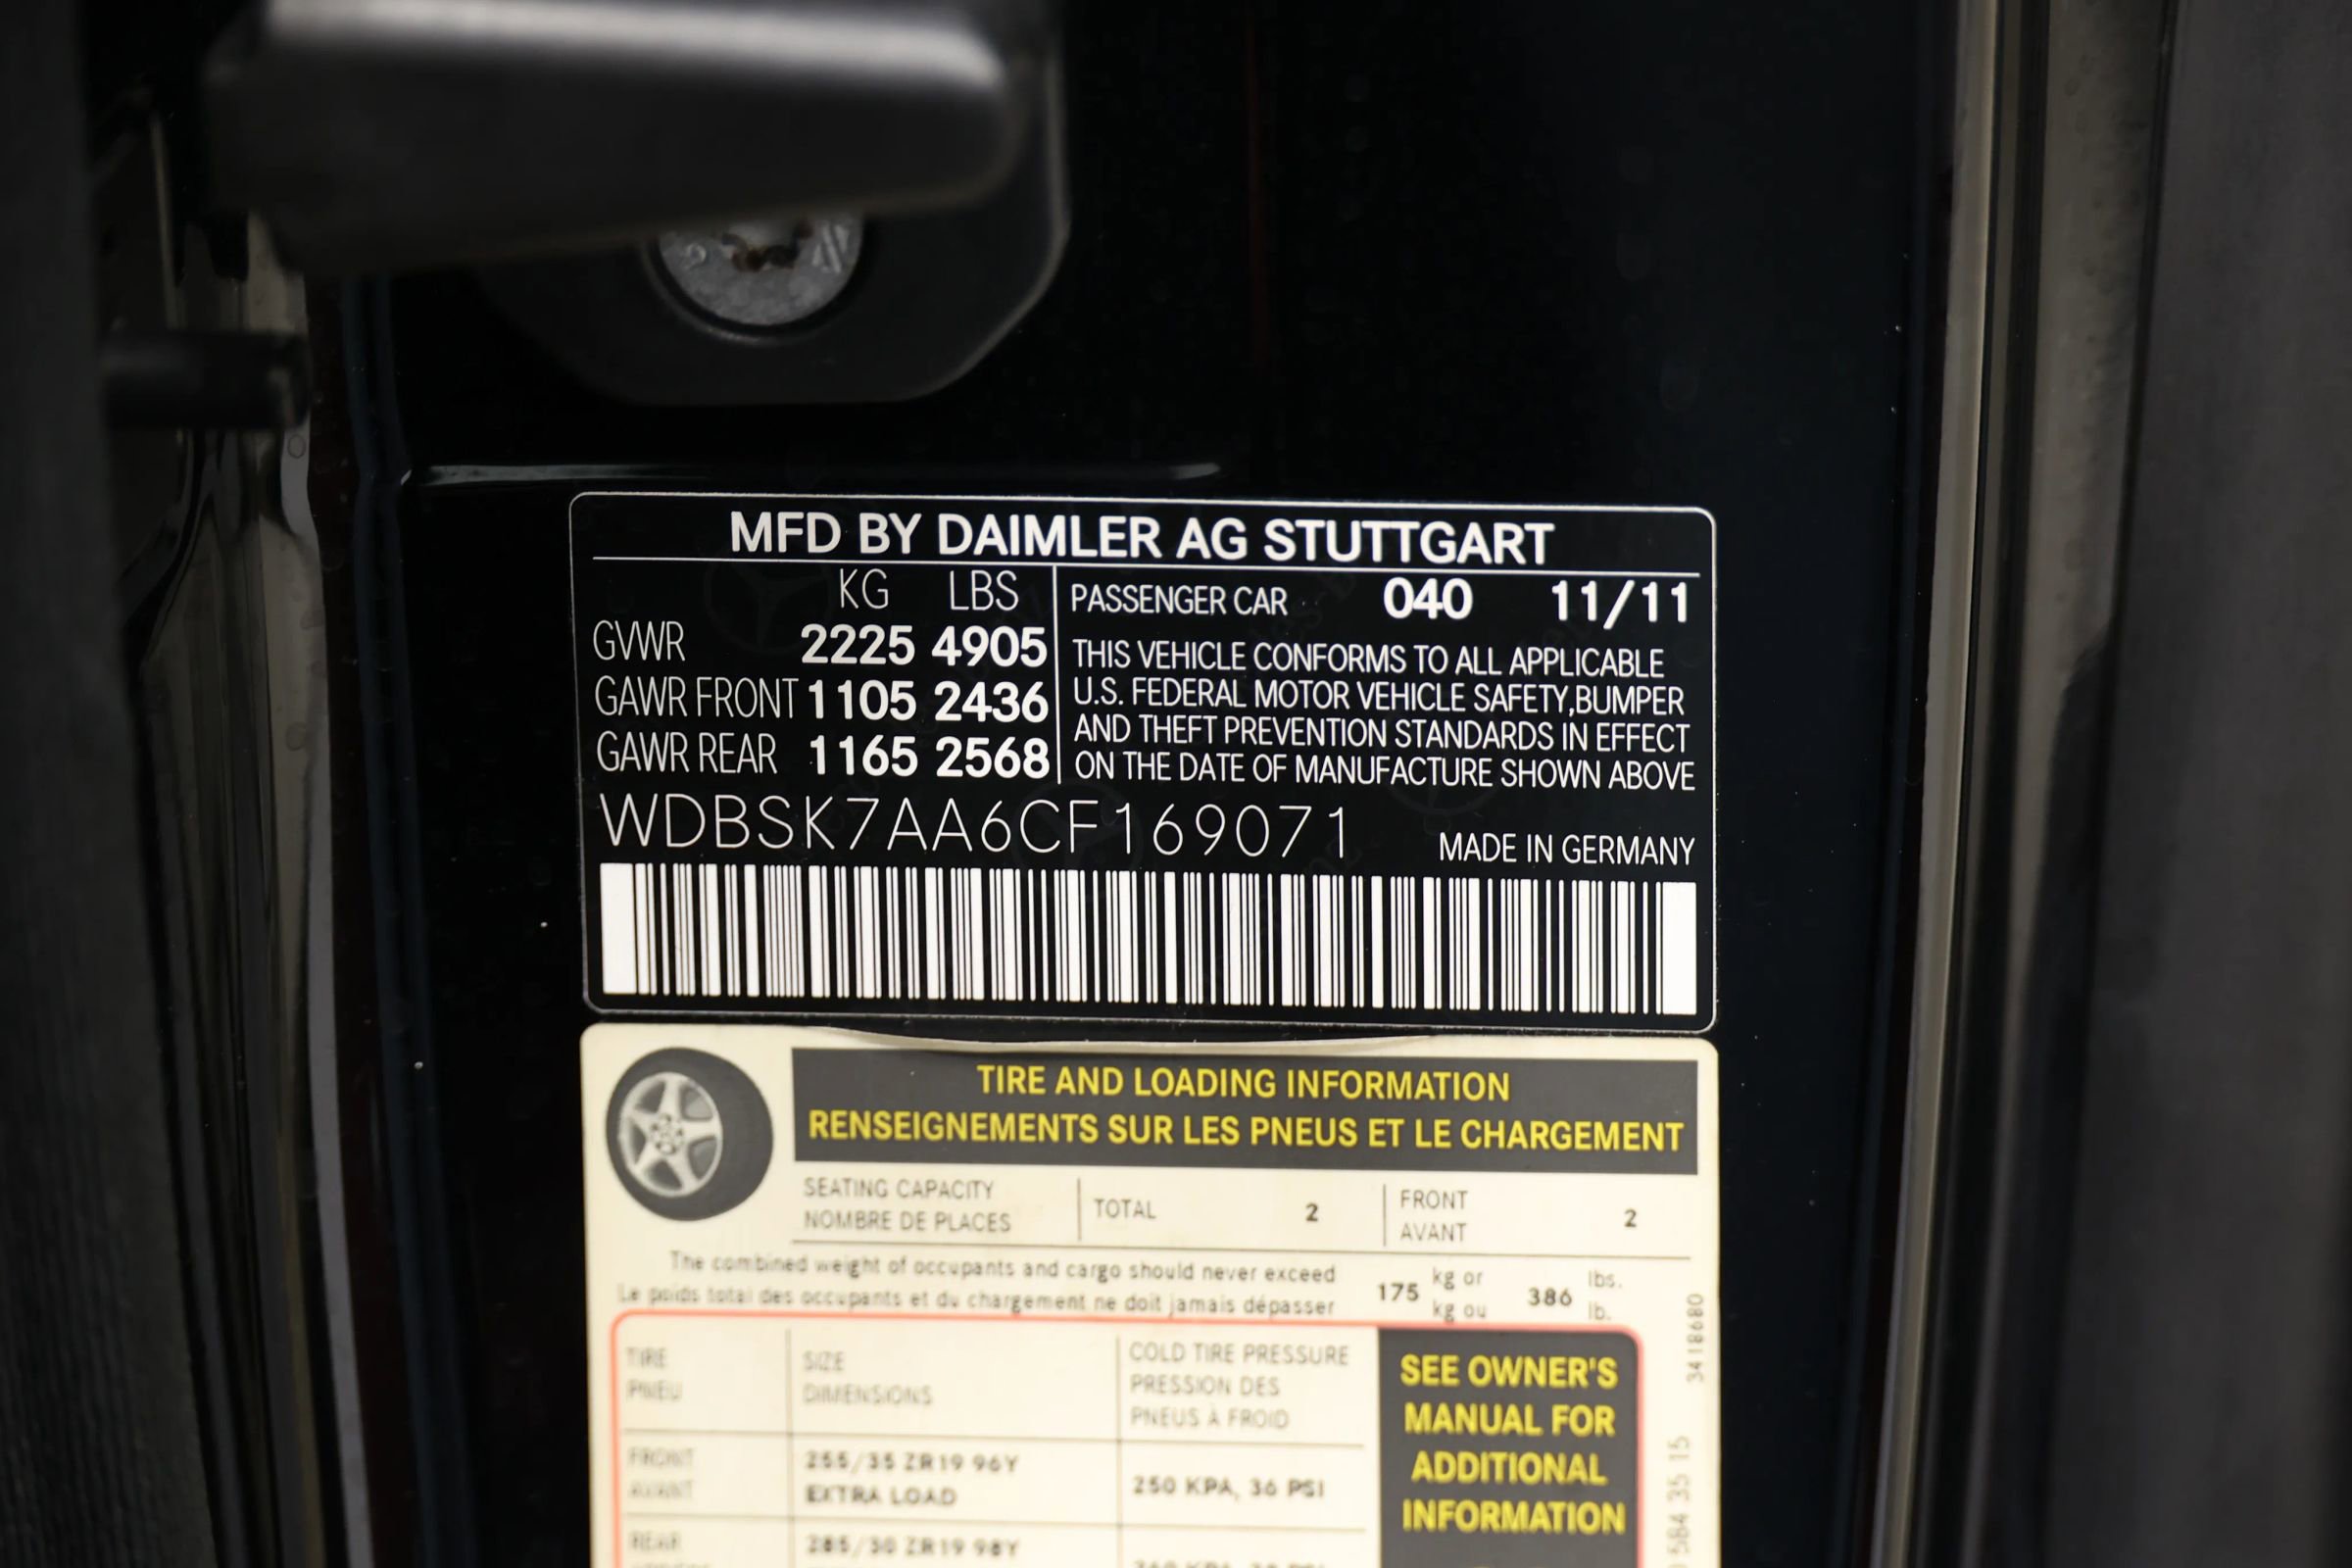 MFD BY DAIMLER AG STUTTGART
KG LBS
GVWR 2225 4905
GAWR FRONT 1105 2436
GAWR REAR 1165 2568
PASSENGER CAR 040 11/11
THIS VEHICLE CONFORMS TO ALL APPLICABLE
U.S. FEDERAL MOTOR VEHICLE SAFETY,BUMPER
AND THEFT PREVENTION STANDARDS IN EFFECT
ON THE DATE OF MANUFACTURE SHOWN ABOVE
WDBSK7AA6CF169071
MADE IN GERMANY
TIRE AND LOADING INFORMATION
RENSEIGNEMENTS SUR LES PNEUS ET LE CHARGEMENT
SEATING CAPACITY
NOMBRE DE PLACES
TOTAL 2
FRONT
AVANT
2
The combined weight of occupants and cargo should never exceed
Le poids total des occupants et du chargement ne doit jamais dépasser
175 kg or
kg ou
386 lbs.
lb.
TIRE
PNEU
SIZE
DIMENSIONS
COLD TIRE PRESSURE
PRESSION DES
PNEUS À FROID
FRONT
AVANT
255/35 ZR19 96Y
EXTRA LOAD
250 KPA, 36 PSI
REAR
285/30 ZR19 98Y
SEE OWNER'S
MANUAL FOR
ADDITIONAL
INFORMATION
3418680
584 35 15